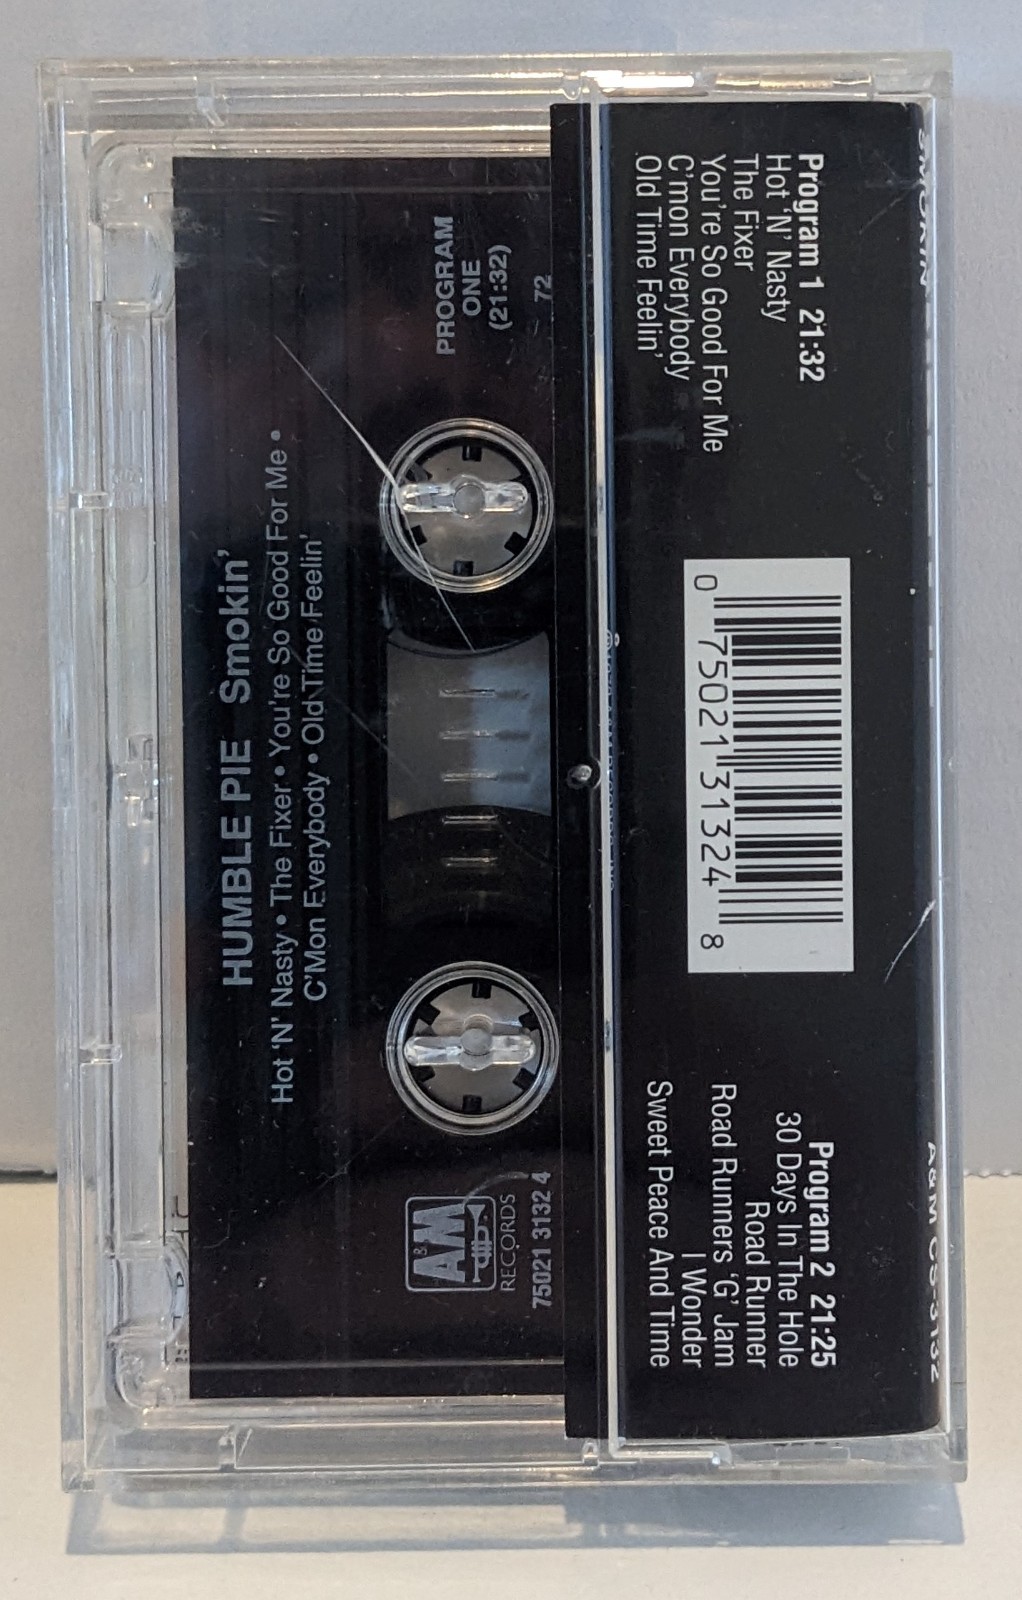 HUMBLE PIE Smokin'
Hot 'N' Nasty • The Fixer • You're So Good For Me •
C'Mon Everybody • Old Time Feelin'
PROGRAM
ONE
(21:32)
72
A&M
RECORDS
75021 3132 4
SMOKIN'
A&M CS-3132
Program 1 21:32
Hot 'N' Nasty
The Fixer
You're So Good For Me
C'mon Everybody
Old Time Feelin'
0 75021 31324 8
Program 2 21:25
30 Days In The Hole
Road Runner
Road Runners 'G' Jam
I Wonder
Sweet Peace And Time